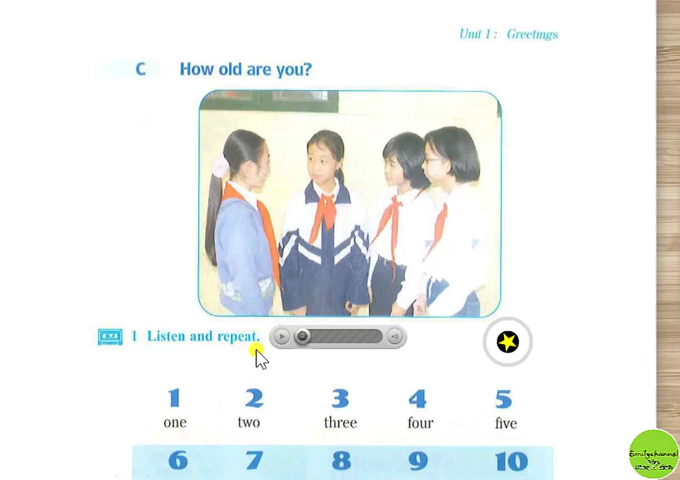 Unit 1: Greetings
C How old are you?
1 Listen and repeat.
1 2 3 4 5
one two three four five
6 7 8 9 10
Emilychannel